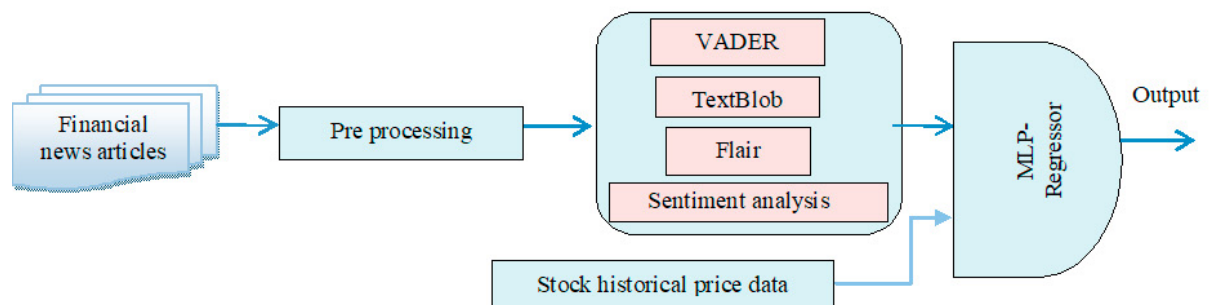 Financial
news articles
Pre processing
VADER
TextBlob
Flair
Sentiment analysis
Stock historical price data
MLP-
Regressor
Output